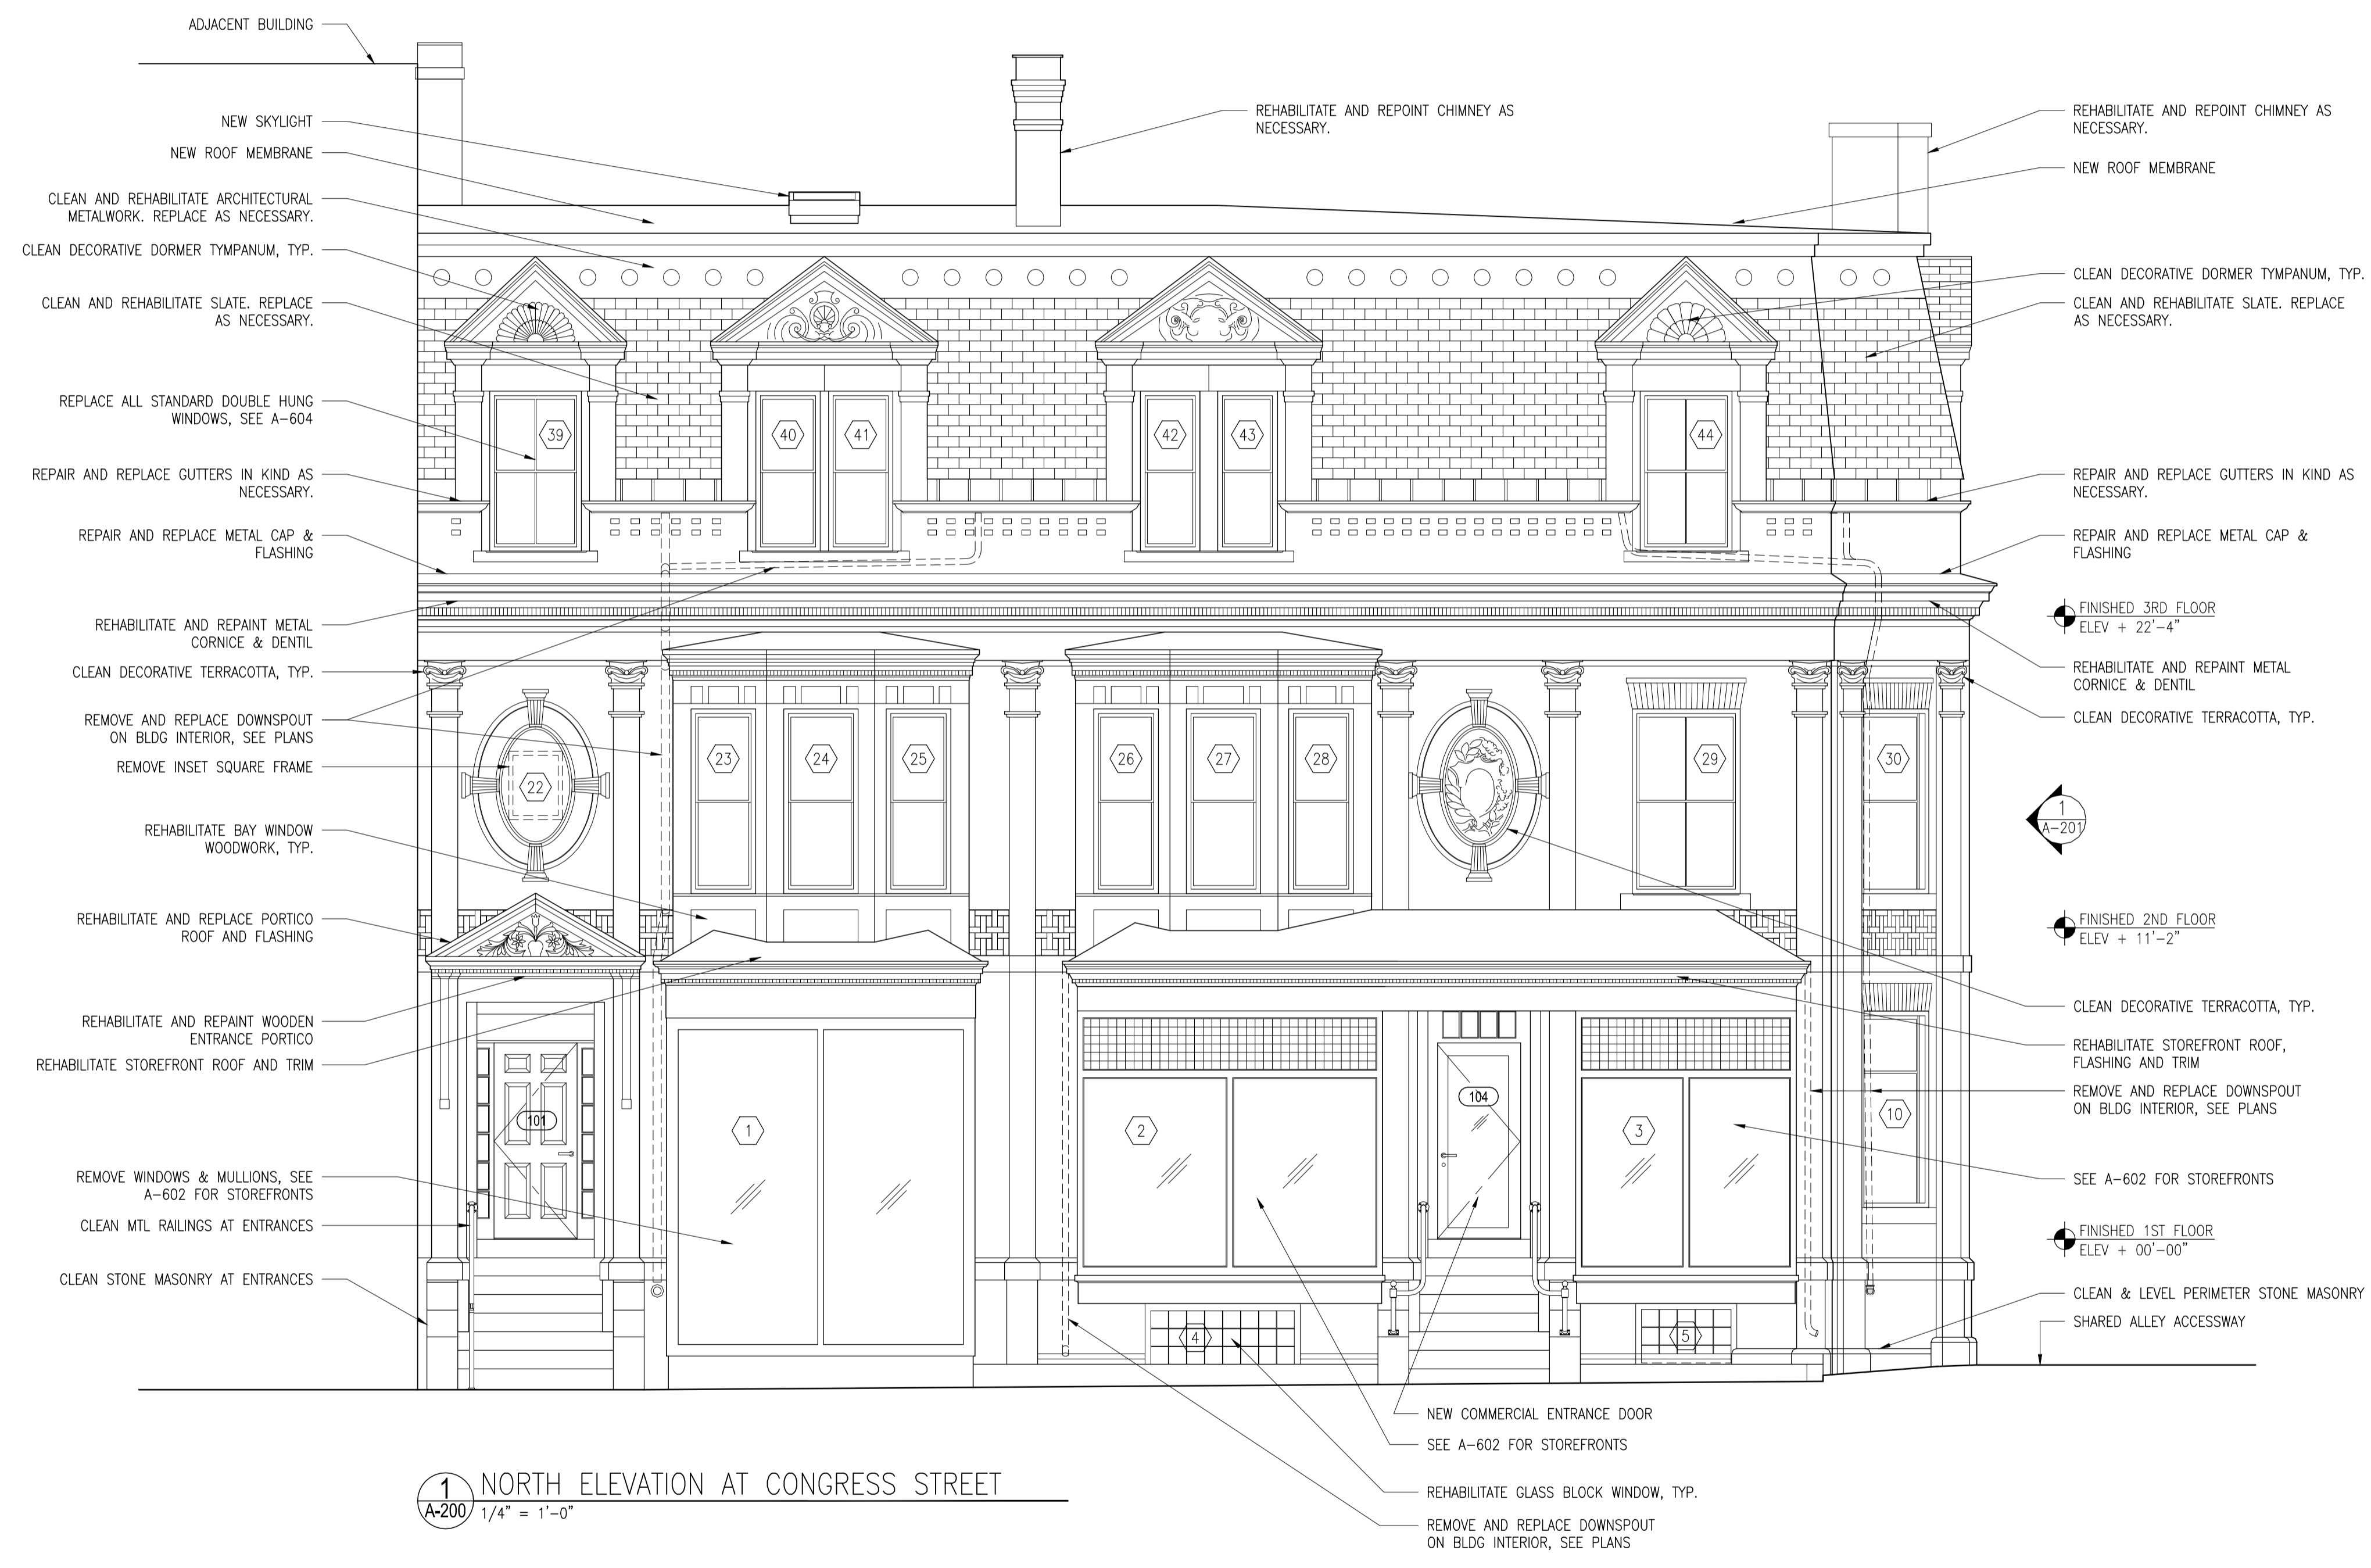 ADJACENT BUILDING
NEW SKYLIGHT
NEW ROOF MEMBRANE
CLEAN AND REHABILITATE ARCHITECTURAL
METALWORK. REPLACE AS NECESSARY.
CLEAN DECORATIVE DORMER TYMPANUM, TYP.
CLEAN AND REHABILITATE SLATE. REPLACE
AS NECESSARY.
REPLACE ALL STANDARD DOUBLE HUNG
WINDOWS, SEE A-604
REPAIR AND REPLACE GUTTERS IN KIND AS
NECESSARY.
REPAIR AND REPLACE METAL CAP &
FLASHING
REHABILITATE AND REPAINT METAL
CORNICE & DENTIL
CLEAN DECORATIVE TERRACOTTA, TYP.
REMOVE AND REPLACE DOWNSPOUT
ON BLDG INTERIOR, SEE PLANS
REMOVE INSET SQUARE FRAME
REHABILITATE BAY WINDOW
WOODWORK, TYP.
REHABILITATE AND REPLACE PORTICO
ROOF AND FLASHING
REHABILITATE AND REPAINT WOODEN
ENTRANCE PORTICO
REHABILITATE STOREFRONT ROOF AND TRIM
REMOVE WINDOWS & MULLIONS, SEE
A-602 FOR STOREFRONTS
CLEAN MTL RAILINGS AT ENTRANCES
CLEAN STONE MASONRY AT ENTRANCES
REHABILITATE AND REPOINT CHIMNEY AS
NECESSARY.
39
40
41
42
43
44
22
23
24
25
26
27
28
29
30
101
1
2
104
3
10
4
5
REHABILITATE AND REPOINT CHIMNEY AS
NECESSARY.
NEW ROOF MEMBRANE
CLEAN DECORATIVE DORMER TYMPANUM, TYP.
CLEAN AND REHABILITATE SLATE. REPLACE
AS NECESSARY.
REPAIR AND REPLACE GUTTERS IN KIND AS
NECESSARY.
REPAIR AND REPLACE METAL CAP &
FLASHING
FINISHED 3RD FLOOR
ELEV + 22'-4"
REHABILITATE AND REPAINT METAL
CORNICE & DENTIL
CLEAN DECORATIVE TERRACOTTA, TYP.
1
A-201
FINISHED 2ND FLOOR
ELEV + 11'-2"
CLEAN DECORATIVE TERRACOTTA, TYP.
REHABILITATE STOREFRONT ROOF,
FLASHING AND TRIM
REMOVE AND REPLACE DOWNSPOUT
ON BLDG INTERIOR, SEE PLANS
SEE A-602 FOR STOREFRONTS
FINISHED 1ST FLOOR
ELEV + 00'-00"
CLEAN & LEVEL PERIMETER STONE MASONRY
SHARED ALLEY ACCESSWAY
NEW COMMERCIAL ENTRANCE DOOR
SEE A-602 FOR STOREFRONTS
REHABILITATE GLASS BLOCK WINDOW, TYP.
REMOVE AND REPLACE DOWNSPOUT
ON BLDG INTERIOR, SEE PLANS
1
A-200
NORTH ELEVATION AT CONGRESS STREET
1/4" = 1'-0"